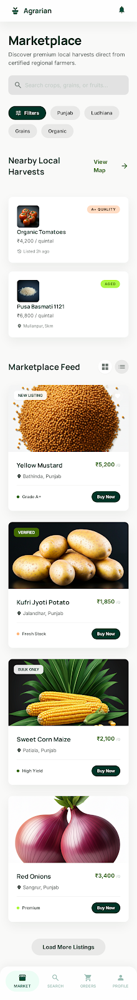 Agrarian
Marketplace
Discover premium local harvests direct from
certified regional farmers.
Search crops, grains, or fruits...
Filters
Punjab
Ludhiana
Grains
Organic
Nearby Local
Harvests
View
Map
A+ QUALITY
Organic Tomatoes
₹4,200 / quintal
Listed 2h ago
AGED
Pusa Basmati 1121
₹6,800 / quintal
Mullanpur, 5km
Marketplace Feed
NEW LISTING
Yellow Mustard
₹5,200 /Q
Bathinda, Punjab
Grade A+
Buy Now
VERIFIED
Kufri Jyoti Potato
₹1,850 /Q
Jalandhar, Punjab
Fresh Stock
Buy Now
BULK ONLY
Sweet Corn Maize
₹2,100 /Q
Patiala, Punjab
High Yield
Buy Now
Red Onions
₹3,400 /Q
Sangrur, Punjab
Premium
Buy Now
Load More Listings
MARKET
SEARCH
ORDERS
PROFILE